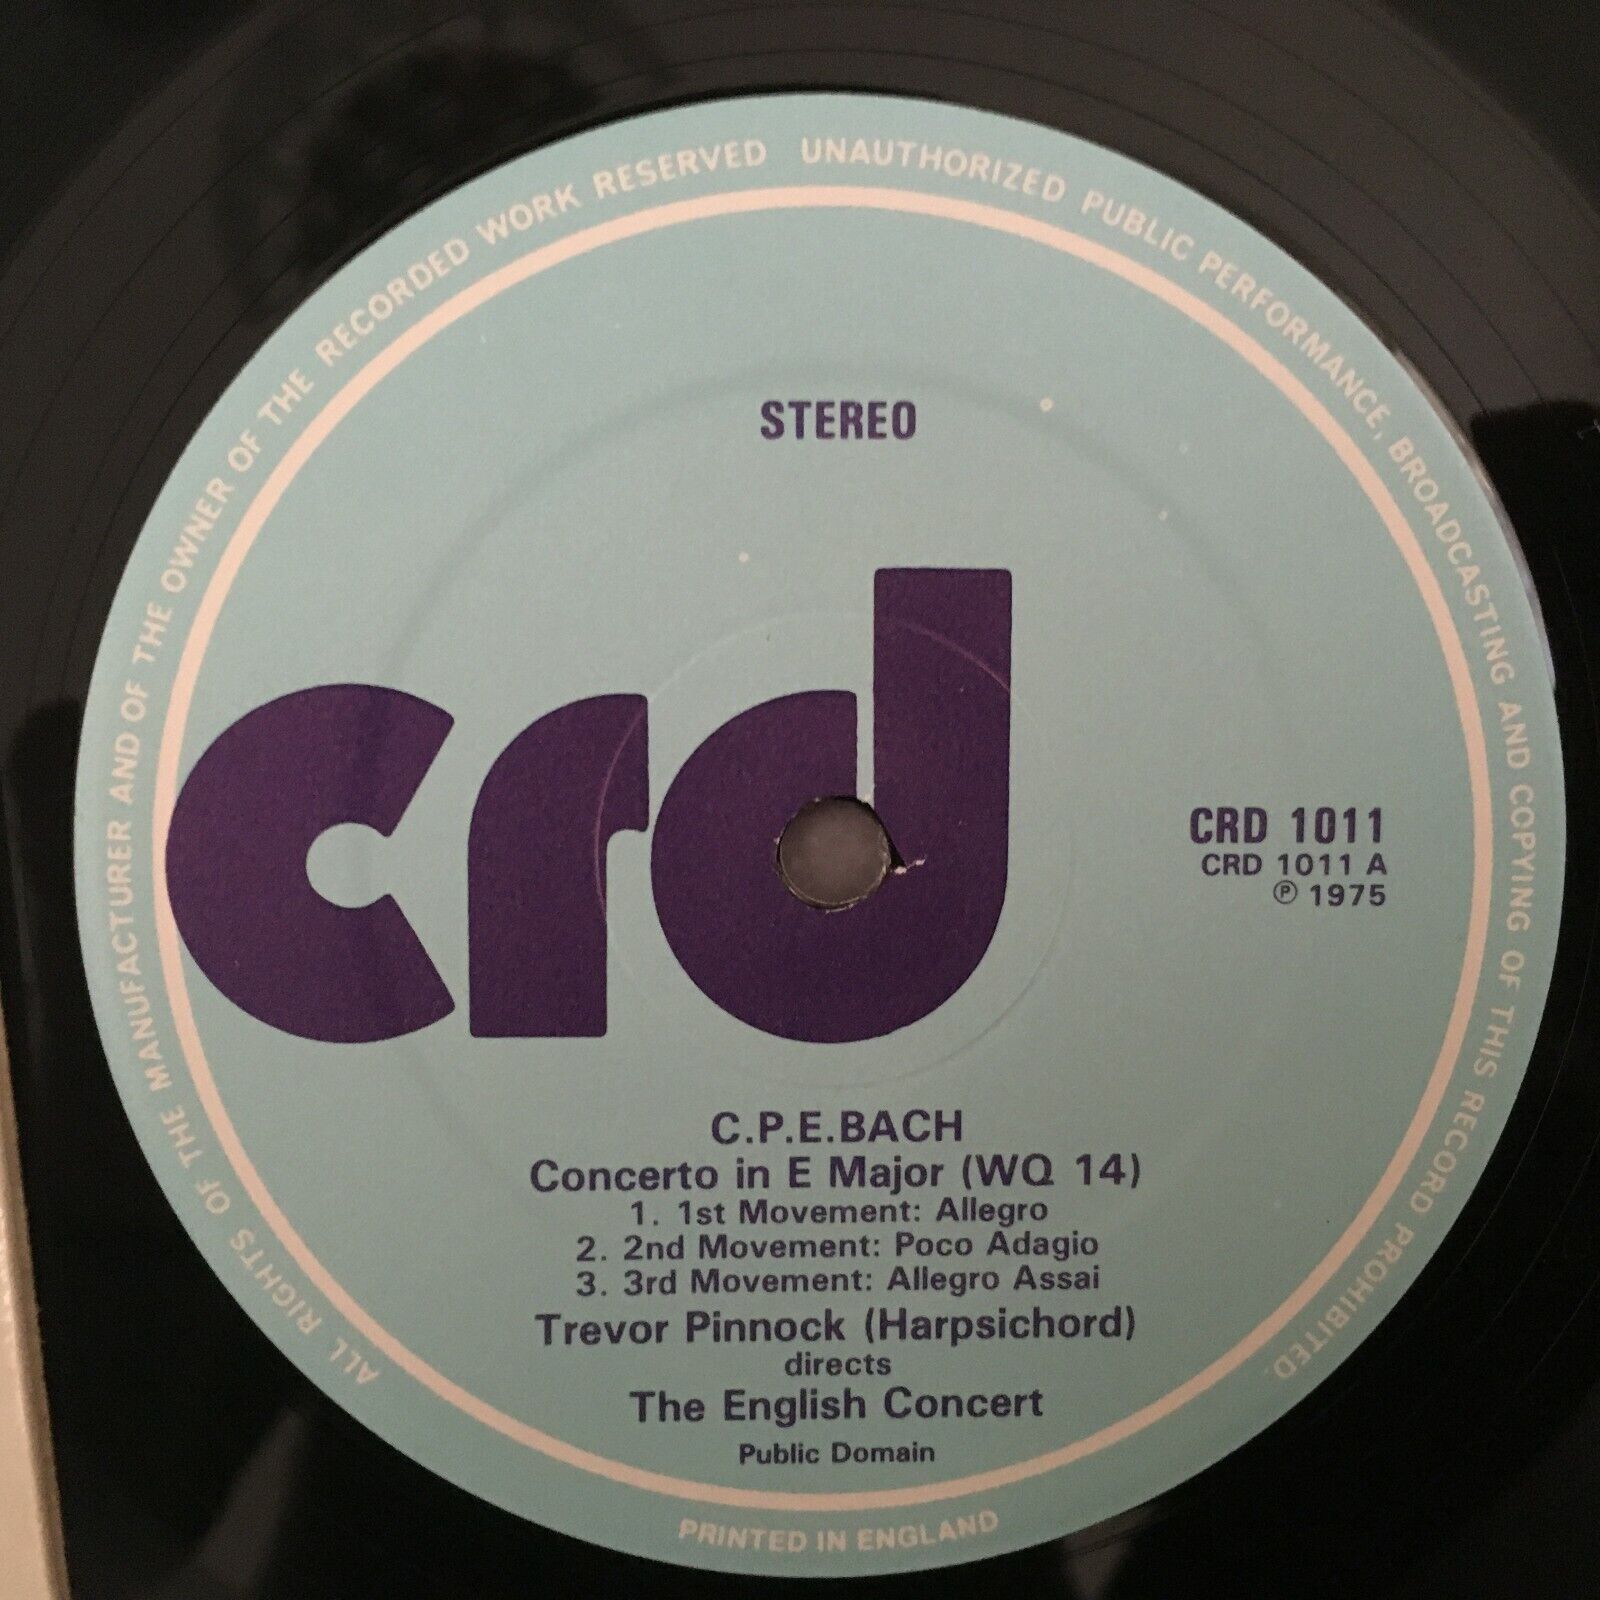 ALL RIGHTS OF THE MANUFACTURER AND OF THE OWNER OF THE RECORDED WORK RESERVED UNAUTHORIZED PUBLIC PERFORMANCE, BROADCASTING AND COPYING OF THIS RECORD PROHIBITED.
STEREO
crd
CRD 1011
CRD 1011 A
℗ 1975
C.P.E.BACH
Concerto in E Major (WQ 14)
1. 1st Movement: Allegro
2. 2nd Movement: Poco Adagio
3. 3rd Movement: Allegro Assai
Trevor Pinnock (Harpsichord)
directs
The English Concert
Public Domain
PRINTED IN ENGLAND